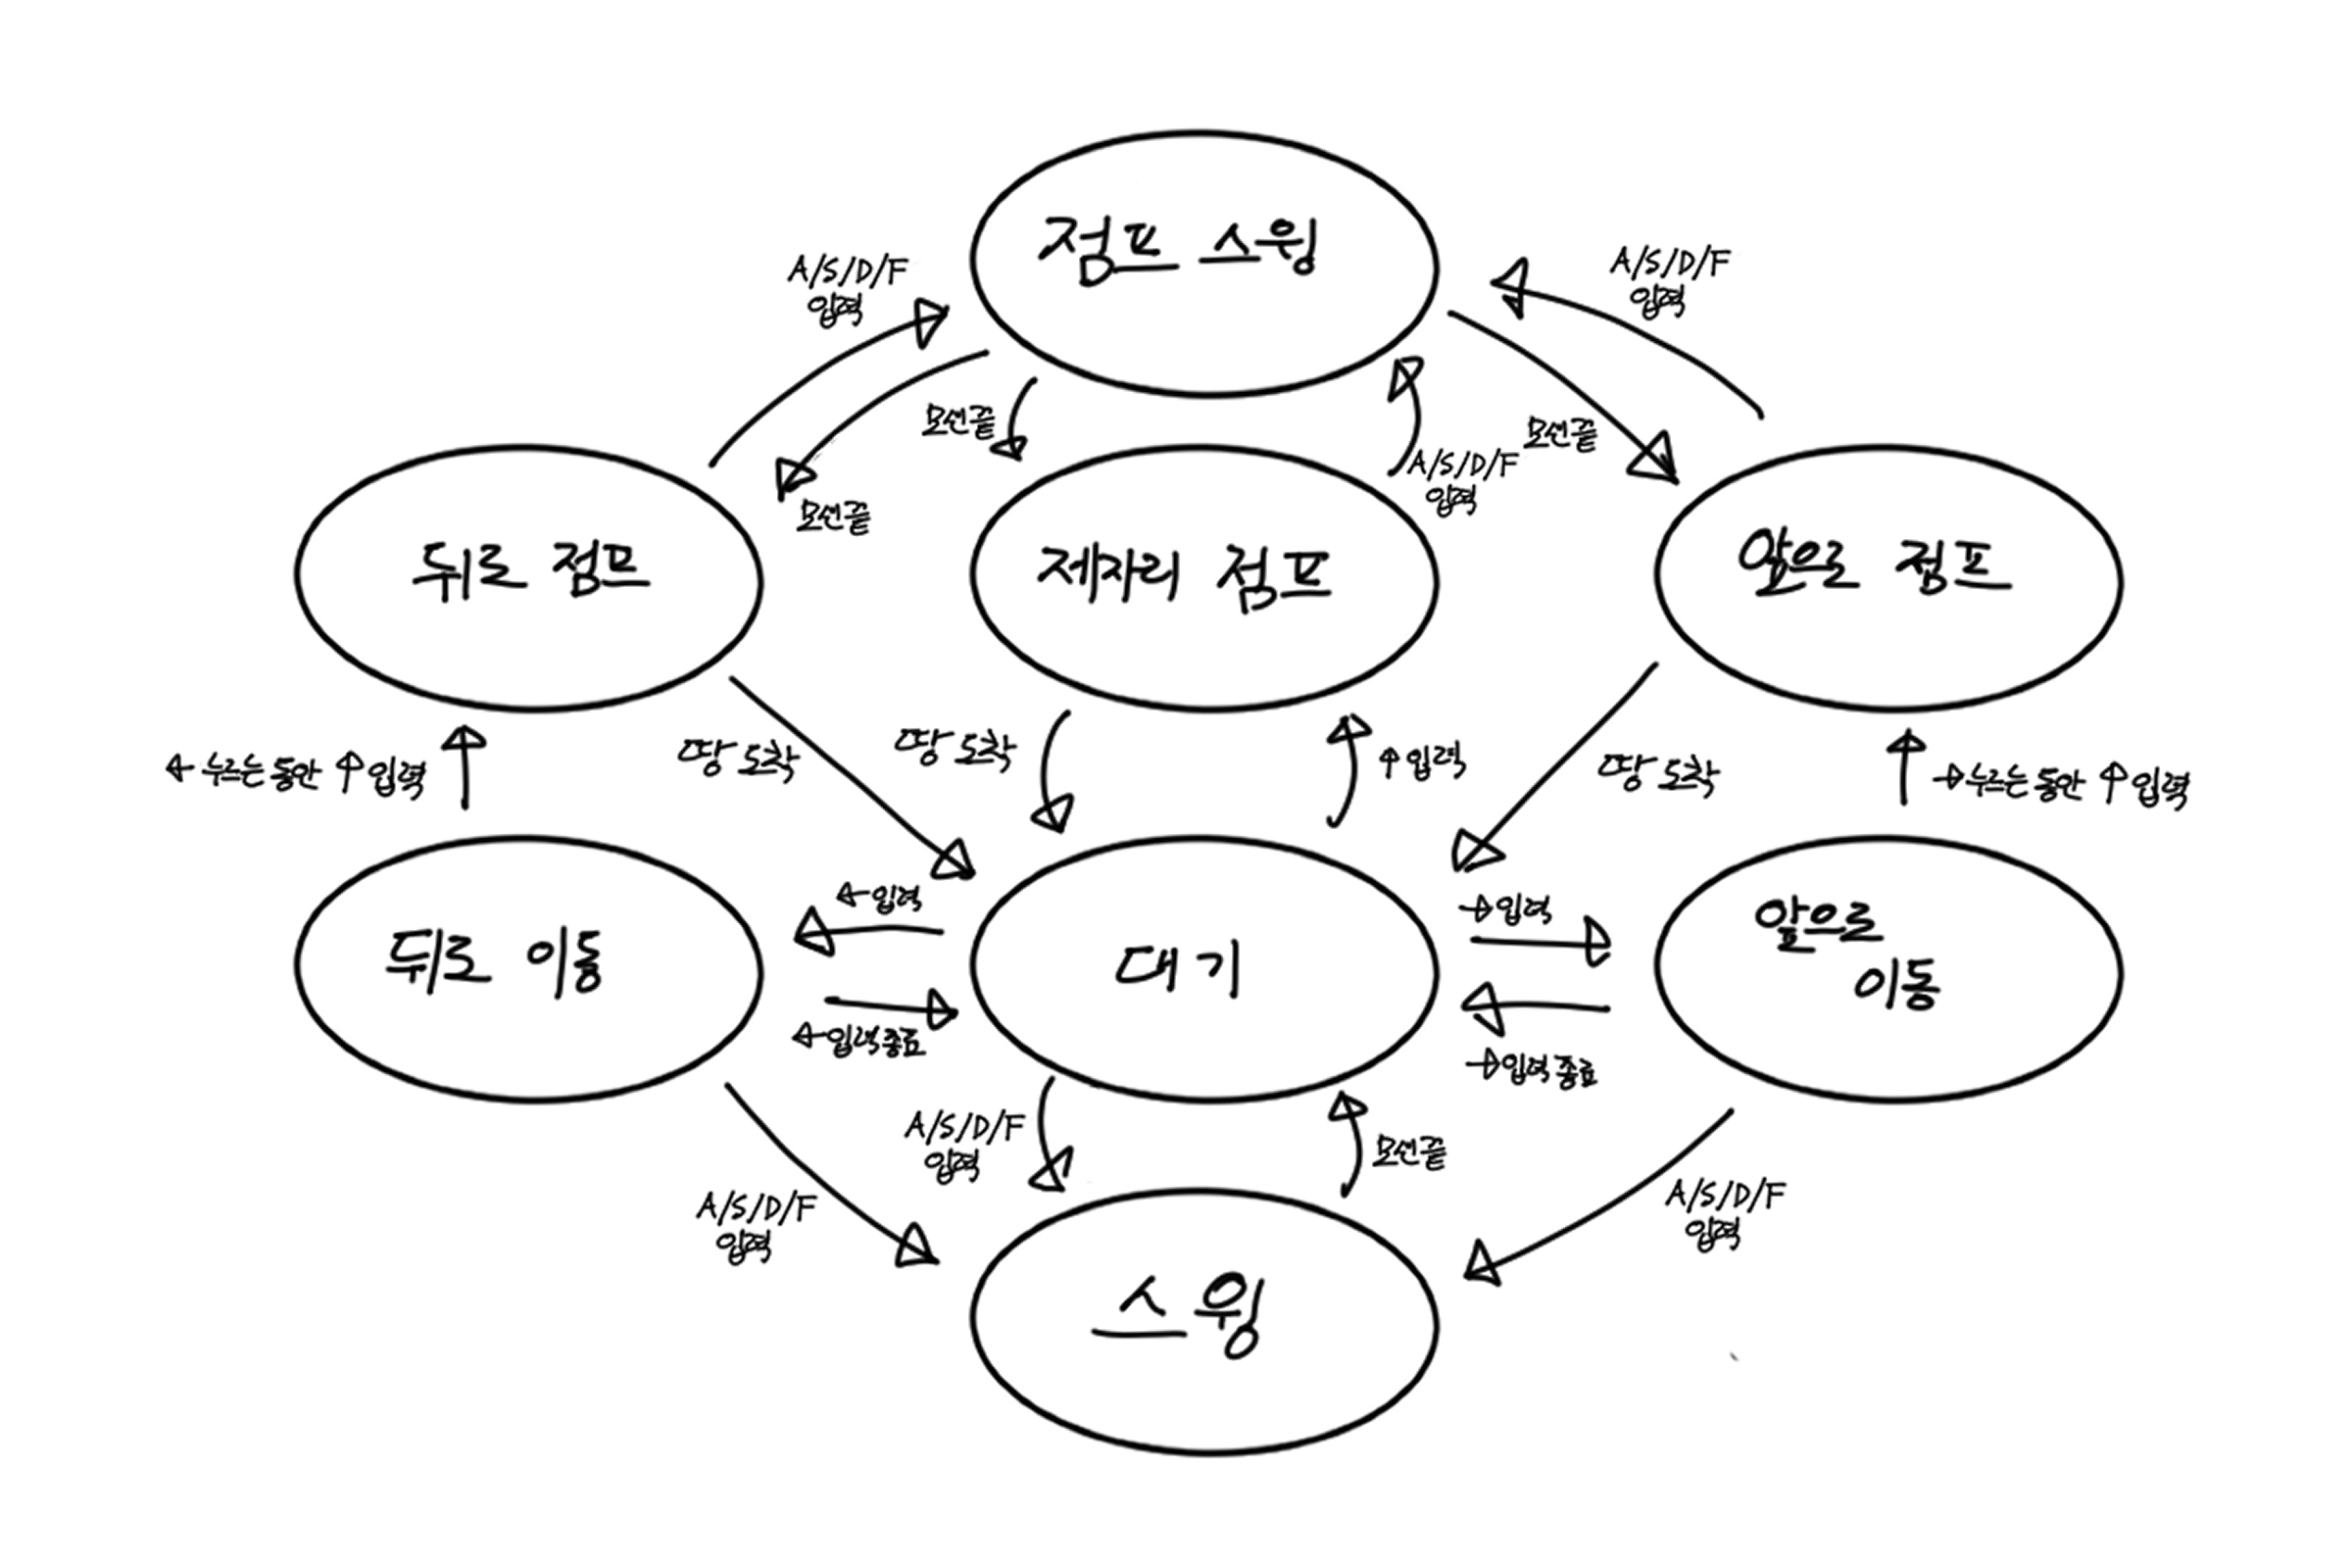 점프 스윙
A/S/D/F
입력
A/S/D/F
입력
모션끝
모션끝
A/S/D/F
입력
모션끝
뒤로 점프
제자리 점프
앞으로 점프
← 누르는 동안 ↑ 입력
땅 도착
땅 도착
↑ 입력
땅 도착
→ 누르는 동안 ↑ 입력
← 입력
→ 입력
뒤로 이동
대기
앞으로
이동
← 입력 종료
→ 입력 종료
A/S/D/F
입력
모션끝
A/S/D/F
입력
A/S/D/F
입력
스윙